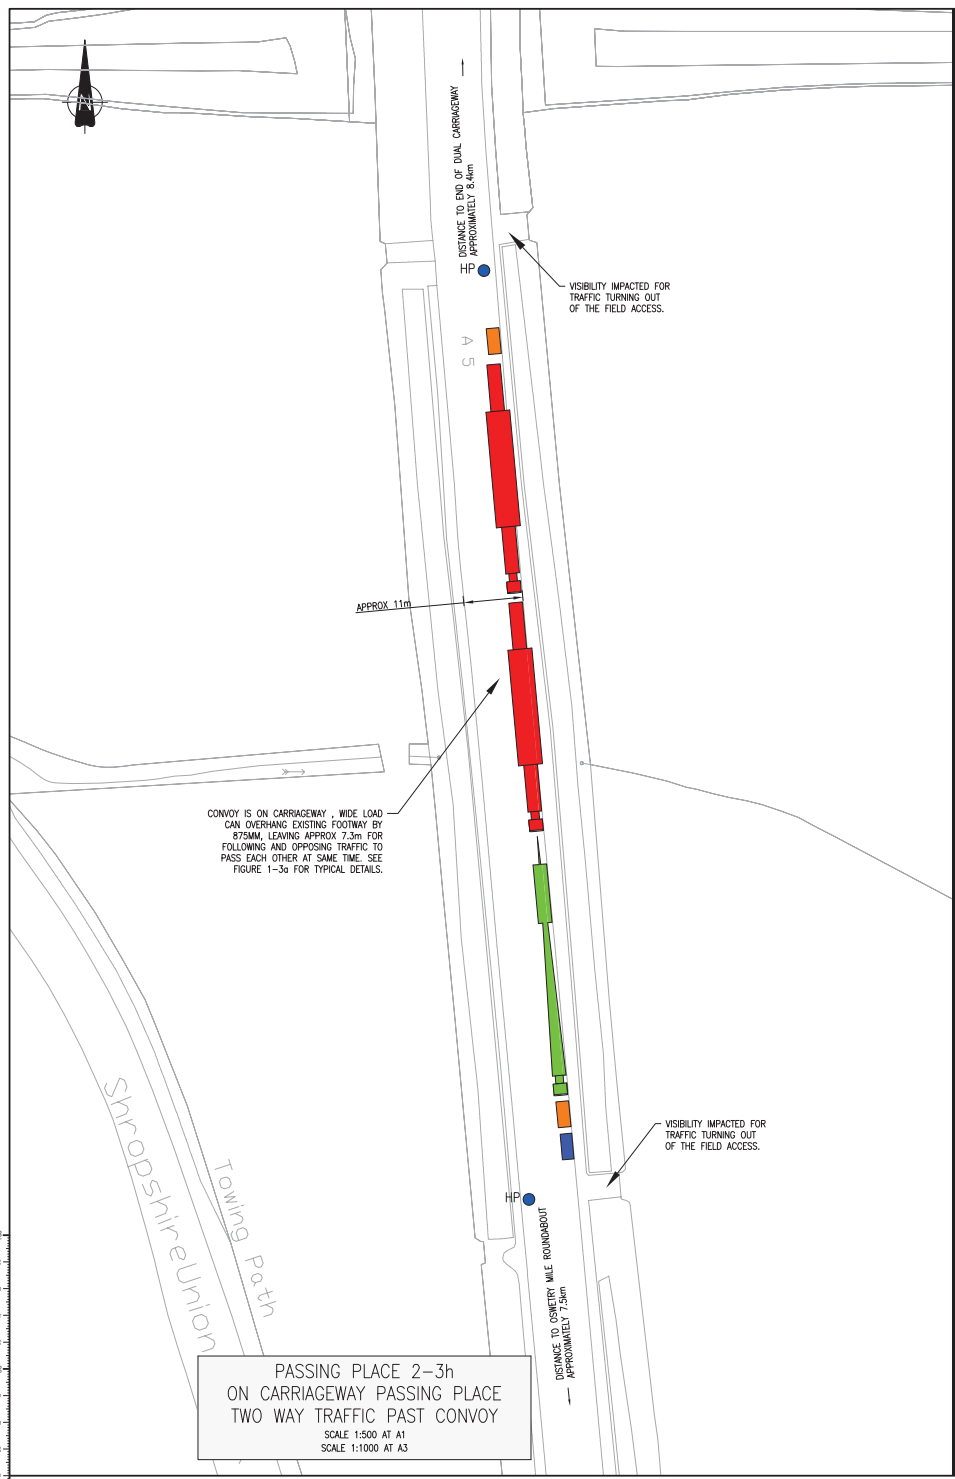 DISTANCE TO END OF DUAL CARRIAGEWAY
APPROXIMATELY 8.4km
HP
VISIBILITY IMPACTED FOR
TRAFFIC TURNING OUT
OF THE FIELD ACCESS.
A 5
APPROX 11m
CONVOY IS ON CARRIAGEWAY , WIDE LOAD
CAN OVERHANG EXISTING FOOTWAY BY
875MM, LEAVING APPROX 7.3m FOR
FOLLOWING AND OPPOSING TRAFFIC TO
PASS EACH OTHER AT SAME TIME. SEE
FIGURE 1-3a FOR TYPICAL DETAILS.
VISIBILITY IMPACTED FOR
TRAFFIC TURNING OUT
OF THE FIELD ACCESS.
HP
DISTANCE TO OSWETRY MILE ROUNDABOUT
APPROXIMATELY 7.5km
Shropshire Union
Towing Path
PASSING PLACE 2-3h
ON CARRIAGEWAY PASSING PLACE
TWO WAY TRAFFIC PAST CONVOY
SCALE 1:500 AT A1
SCALE 1:1000 AT A3